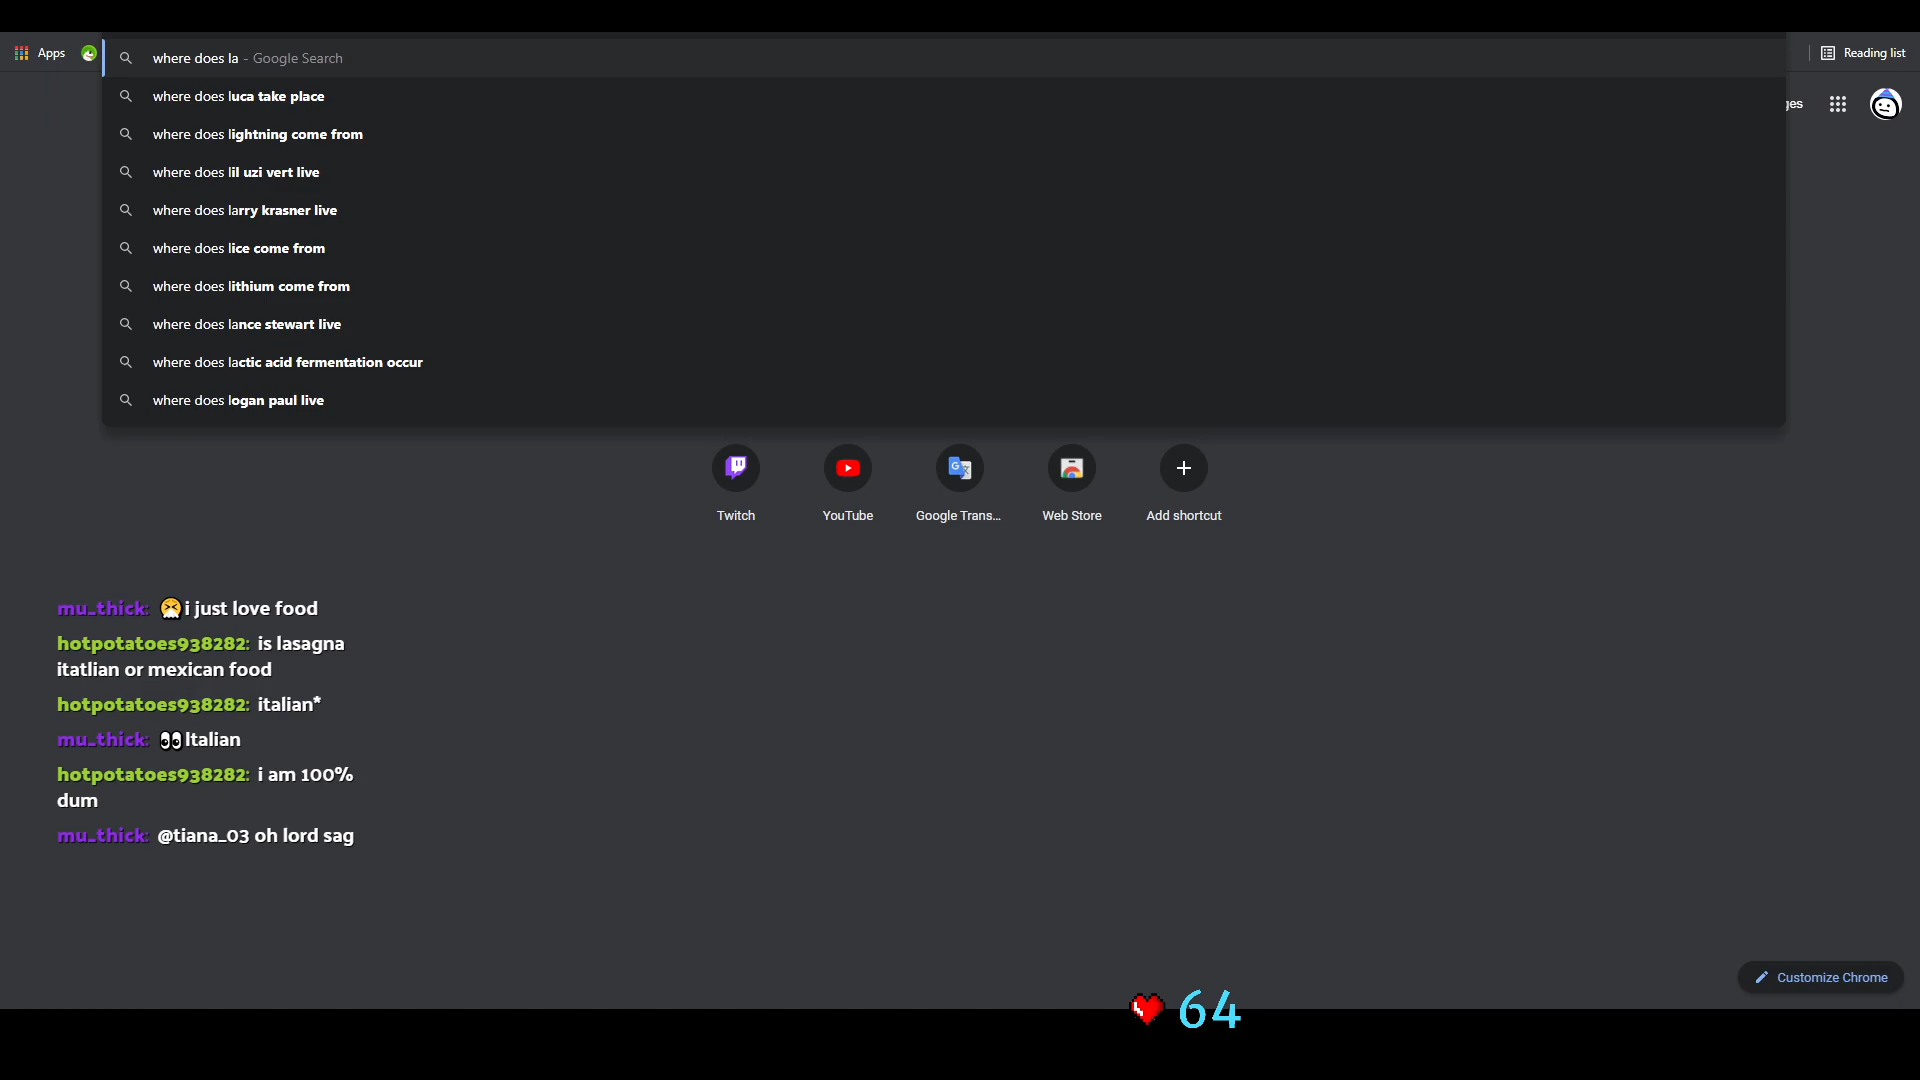 Apps
where does la - Google Search
Reading list
where does luca take place
ges
where does lightning come from
where does lil uzi vert live
where does larry krasner live
where does lice come from
where does lithium come from
where does lance stewart live
where does lactic acid fermentation occur
where does logan paul live
Twitch
YouTube
Google Trans...
Web Store
Add shortcut
mu_thick: 😤i just love food
hotpotatoes938282: is lasagna
itatlian or mexican food
hotpotatoes938282: italian*
mu_thick: 👀Italian
hotpotatoes938282: i am 100%
dum
mu_thick: @tiana_03 oh lord sag
Customize Chrome
64